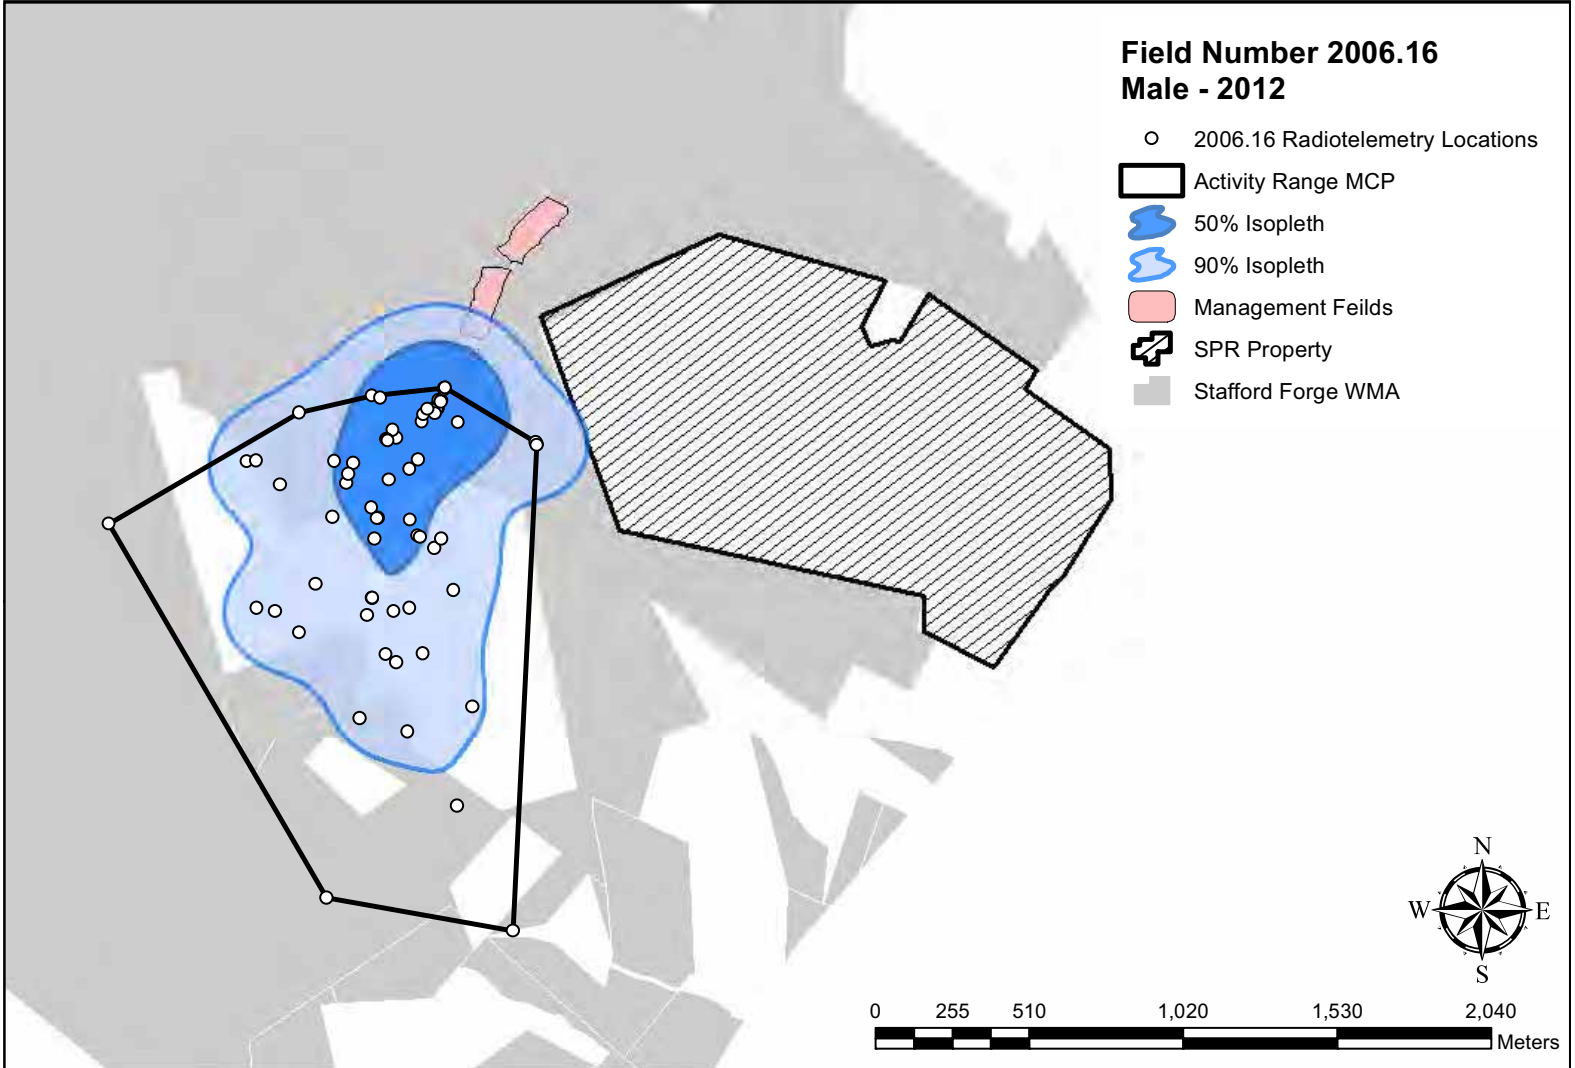 Field Number 2006.16
Male - 2012
2006.16 Radiotelemetry Locations
Activity Range MCP
50% Isopleth
90% Isopleth
Management Feilds
SPR Property
Stafford Forge WMA
N
W E
S
0 255 510 1,020 1,530 2,040
Meters